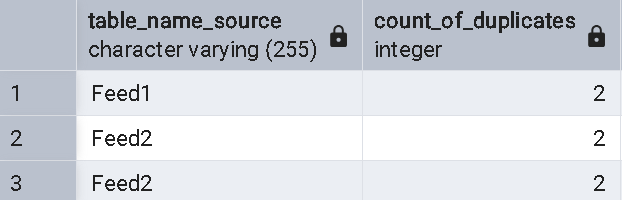 table_name_source count_of_duplicates
character varying (255) integer
1 Feed1 2
2 Feed2 2
3 Feed2 2